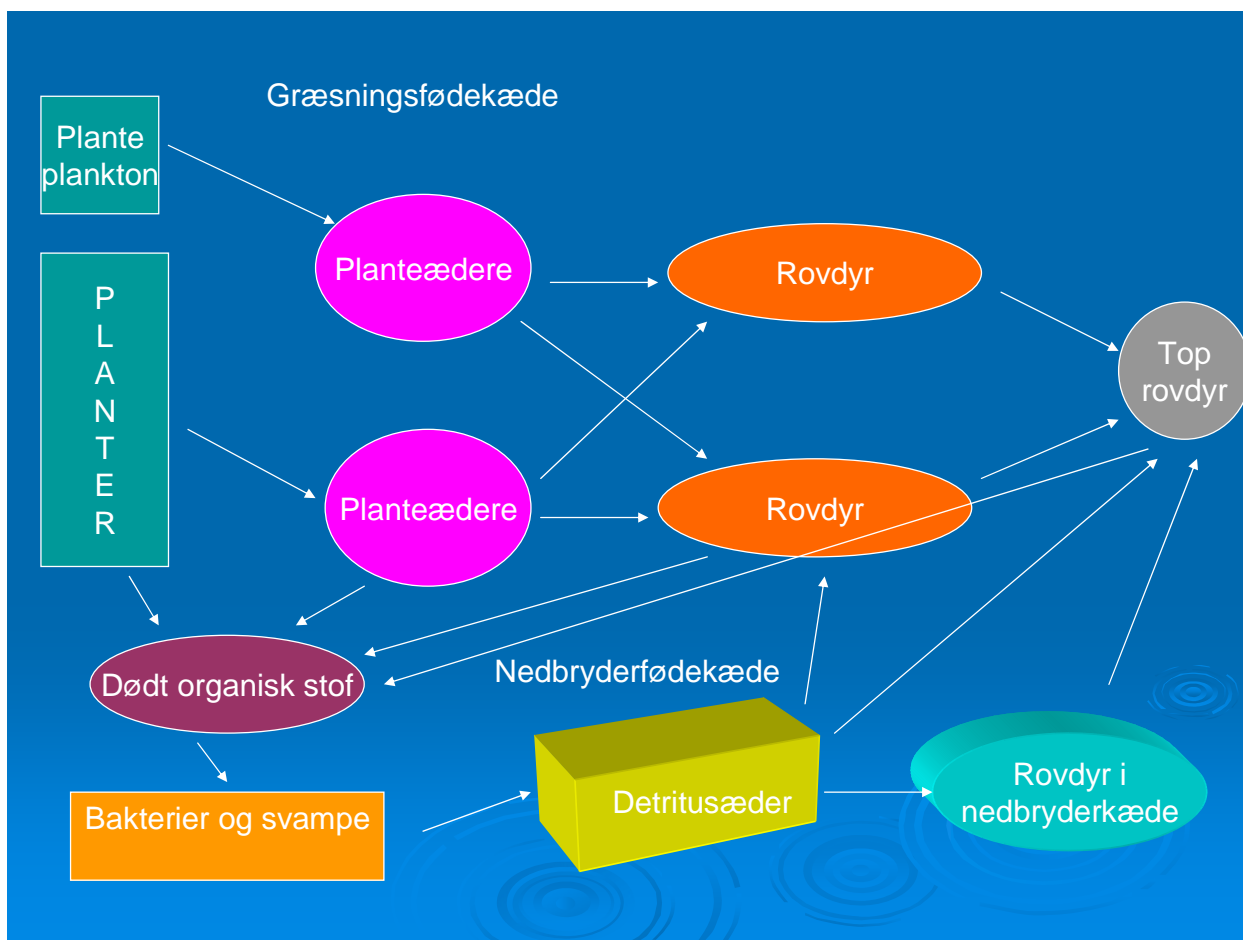 Græsningsfødekæde
Plante
plankton
Planteædere
Rovdyr
P
L
A
N
T
E
R
Top
rovdyr
Planteædere
Rovdyr
Nedbryderfødekæde
Dødt organisk stof
Rovdyr i
nedbryderkæde
Detritusæder
Bakterier og svampe